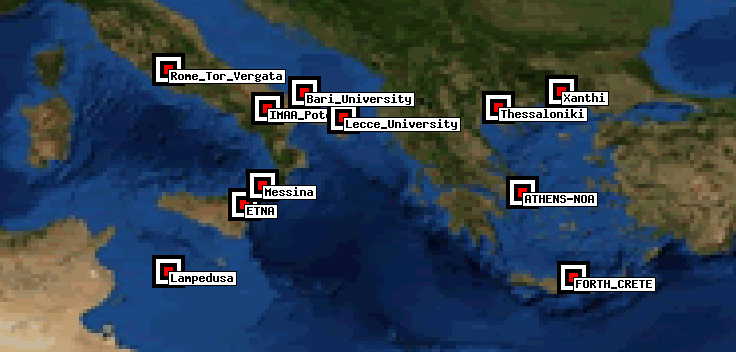 Rome_Tor_Vergata
Bari_University
Xanthi
IMAA_Pot
Thessaloniki
Lecce_University
Messina
ATHENS-NOA
ETNA
Lampedusa
FORTH_CRETE